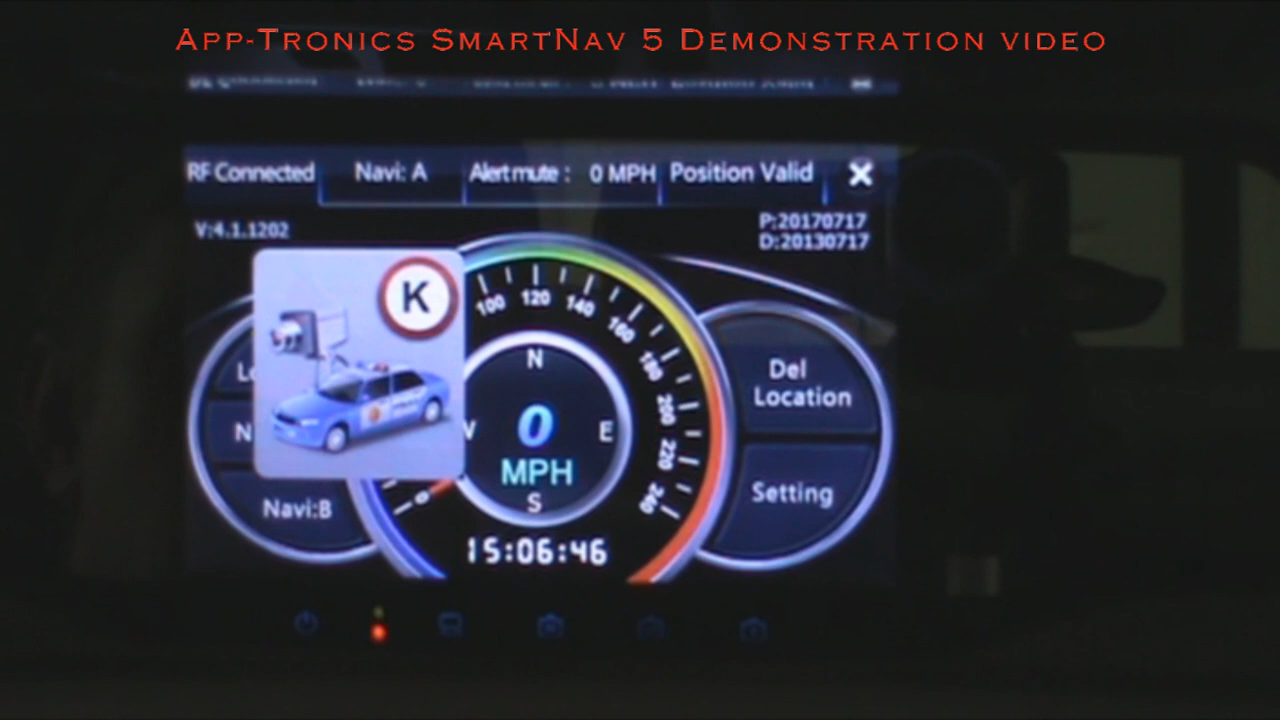 App-Tronics SmartNav 5 Demonstration video
RF Connected Navi: A Alert mute : 0 MPH Position Valid
V:4.1.1202
P:20170717
D:20130717
K
100 120 140 160 180 200 220 240
0
N
W E
S
0
MPH
15:06:46
N
Navi:B
Del
Location
Setting